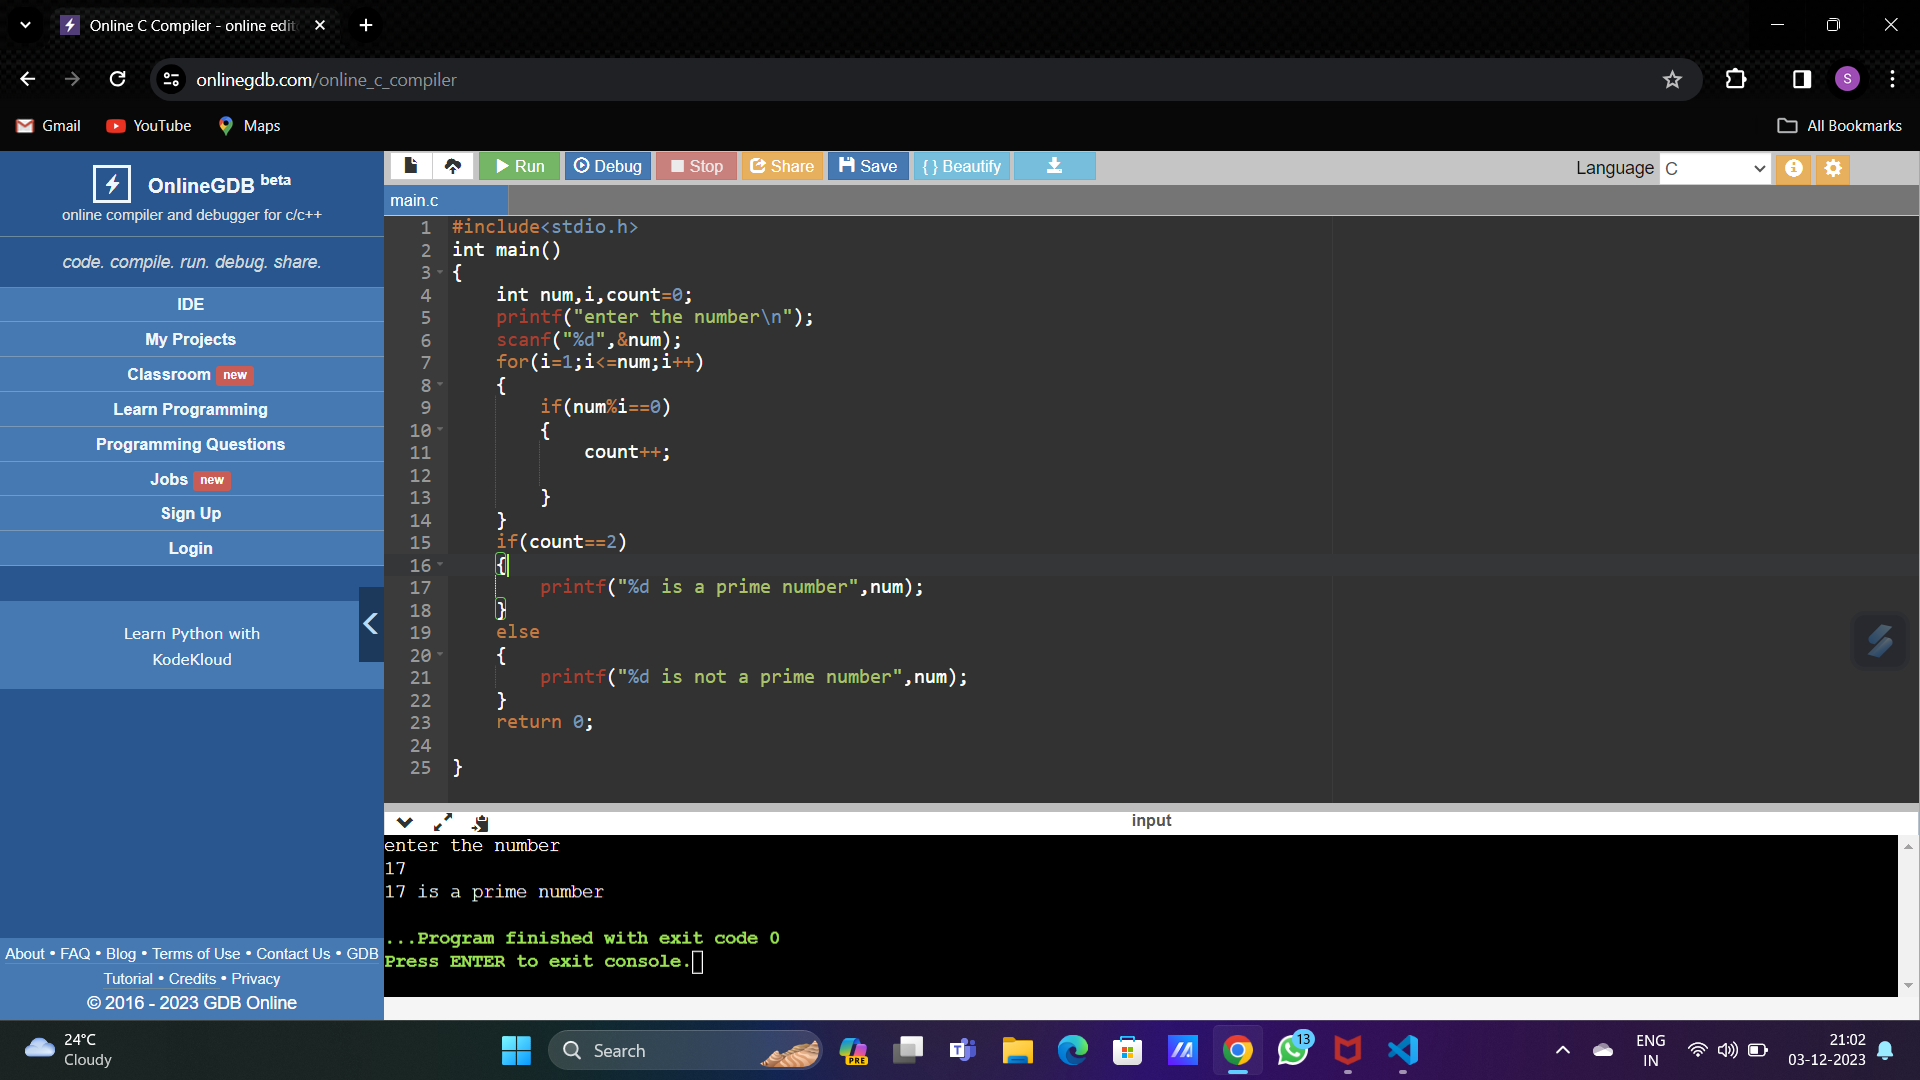 Online C Compiler - online edit
onlinegdb.com/online_c_compiler
S
Gmail YouTube Maps All Bookmarks
OnlineGDB beta
online compiler and debugger for c/c++
code. compile. run. debug. share.
IDE
My Projects
Classroom new
Learn Programming
Programming Questions
Jobs new
Sign Up
Login
Learn Python with
KodeKloud
About • FAQ • Blog • Terms of Use • Contact Us • GDB
Tutorial • Credits • Privacy
© 2016 - 2023 GDB Online
Run Debug Stop Share Save { } Beautify Language C
main.c
1 #include<stdio.h>
2 int main()
3 {
4 int num,i,count=0;
5 printf("enter the number\n");
6 scanf("%d",&num);
7 for(i=1;i<=num;i++)
8 {
9 if(num%i==0)
10 {
11 count++;
12
13 }
14 }
15 if(count==2)
16 {
17 printf("%d is a prime number",num);
18 }
19 else
20 {
21 printf("%d is not a prime number",num);
22 }
23 return 0;
24
25 }
input
enter the number
17
17 is a prime number
...Program finished with exit code 0
Press ENTER to exit console.
24°C
Cloudy
Search
PRE
13
ENG
IN
21:02
03-12-2023